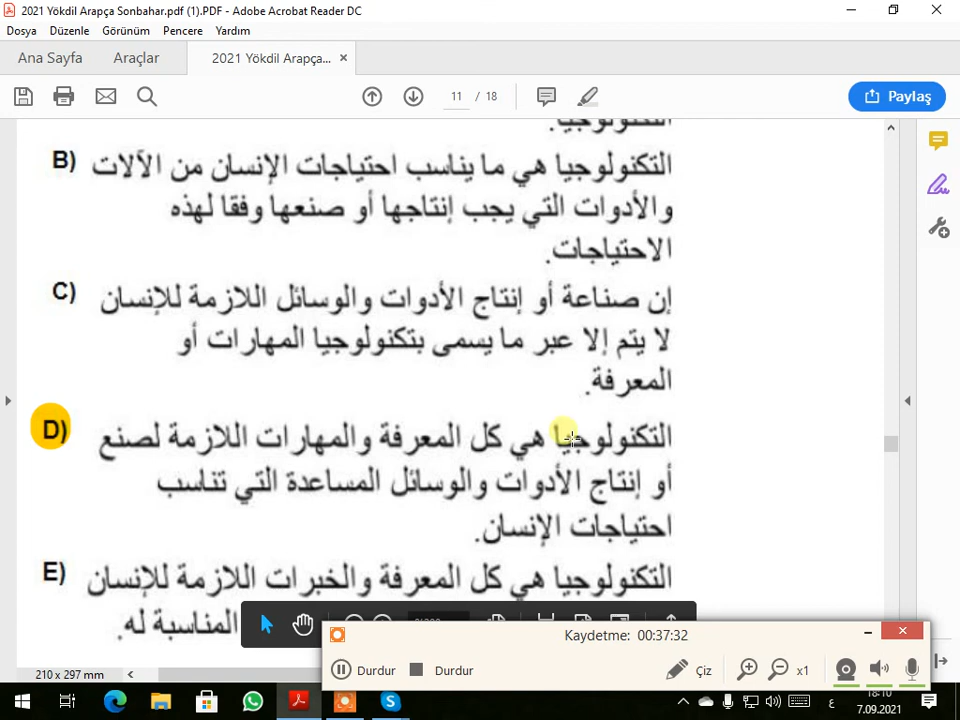 2021 Yökdil Arapça Sonbahar.pdf (1).PDF - Adobe Acrobat Reader DC
Dosya Düzenle Görünüm Pencere Yardım
Ana Sayfa Araçlar 2021 Yökdil Arapça...
11 / 18 Paylaş
التكنولوجيا.
B) التكنولوجيا هي ما يناسب احتياجات الإنسان من الآلات
والأدوات التي يجب إنتاجها أو صنعها وفقا لهذه
الاحتياجات.
C) إن صناعة أو إنتاج الأدوات والوسائل اللازمة للإنسان
لا يتم إلا عبر ما يسمى بتكنولوجيا المهارات أو
المعرفة.
D) التكنولوجيا هي كل المعرفة والمهارات اللازمة لصنع
أو إنتاج الأدوات والوسائل المساعدة التي تناسب
احتياجات الإنسان.
E) التكنولوجيا هي كل المعرفة والخبرات اللازمة للإنسان
المناسبة له.
Kaydetme: 00:37:32
Durdur Durdur Çiz x1
210 x 297 mm
ع 18:10
7.09.2021